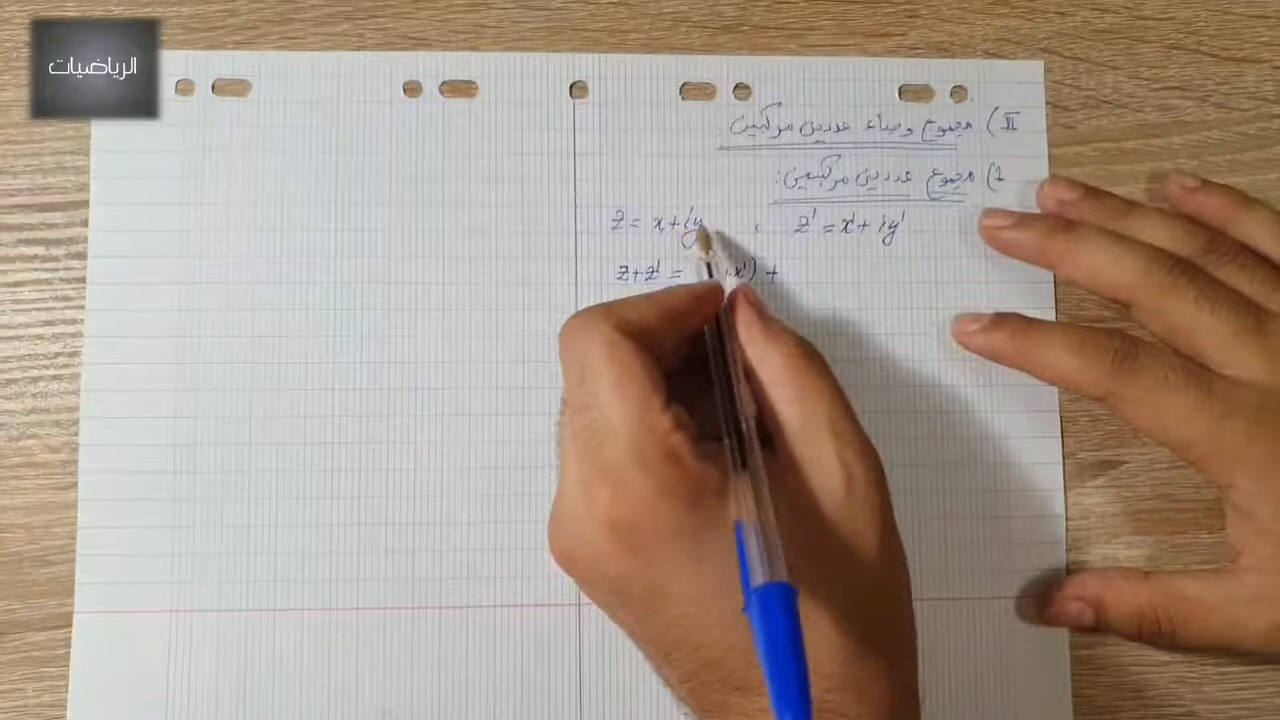 الرياضيات
II) مجموع وجداء عددين مركبين
1) مجموع عددين مركبين:
z = x + iy , z' = x' + iy'
z + z' = x') +